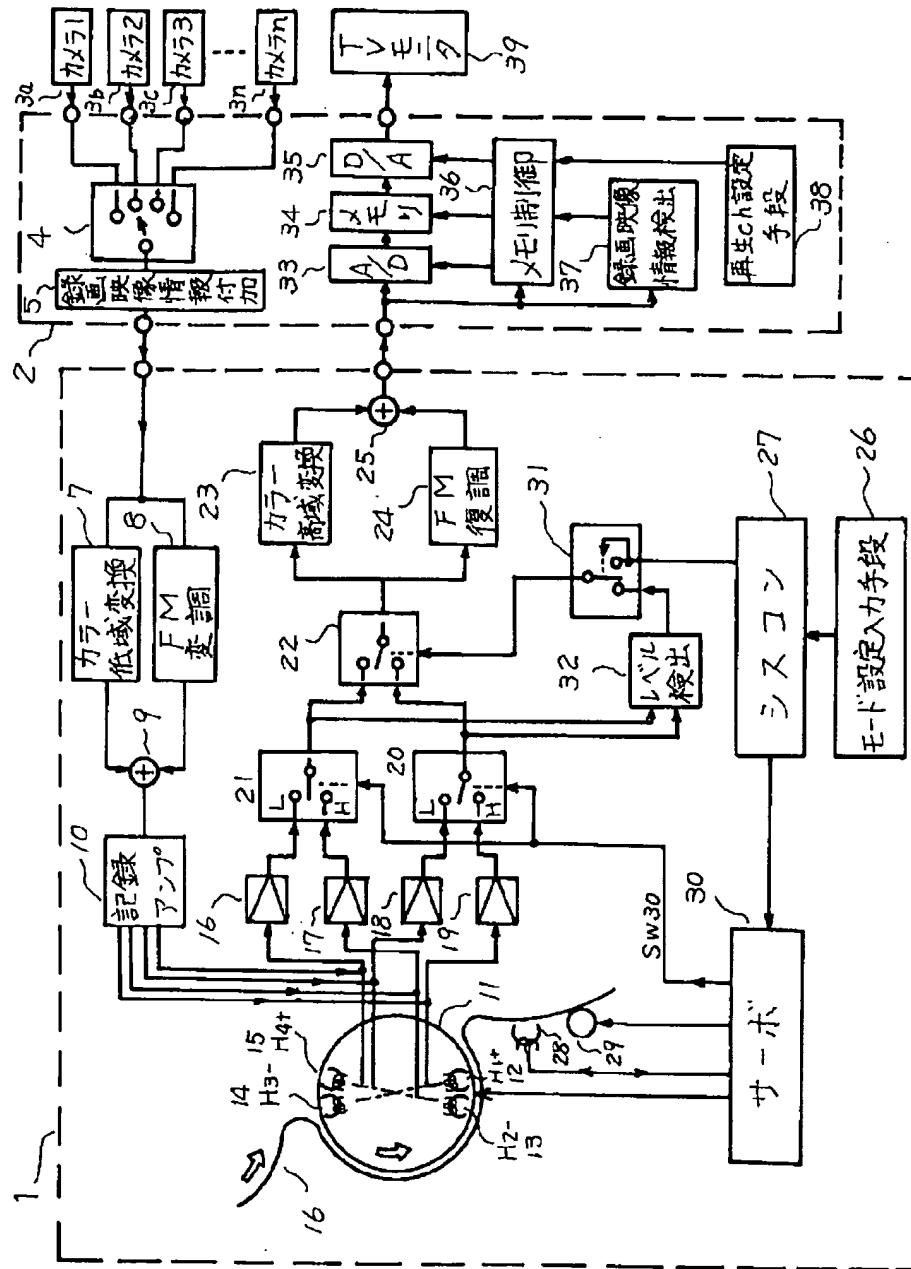 カメラ1
カメラ2
カメラ3
カメラn
3a
3b
3c
3n
TVモニタ
39
2
4
5
録画映像情報付加
33
A/D
34
メモリ
35
D/A
36
メモリ制御
37
録画映像
情報検出
再生ch設定
手段
38
1
カラー
低域変換
7
FM
変調
8
9
10
記録
アンプ
カラー
高域変換
23
FM
復調
24
25
22
21
L
H
20
L
H
31
32
レベル
検出
16
17
18
19
シスコン
27
モード設定入力手段
26
SW30
30
サーボ
11
15
H4+
14
H3-
H1+
12
H2-
13
28
29
16